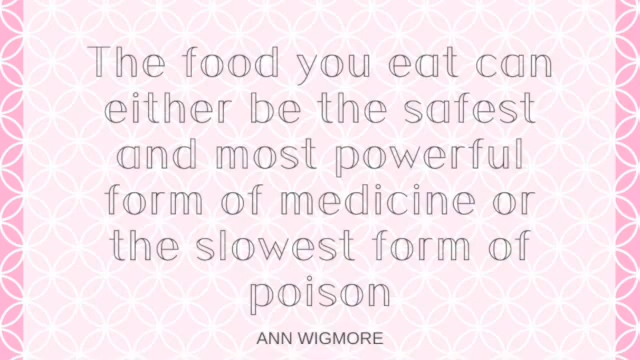 The food you eat can
either be the safest
and most powerful
form of medicine or
the slowest form of
poison
ANN WIGMORE